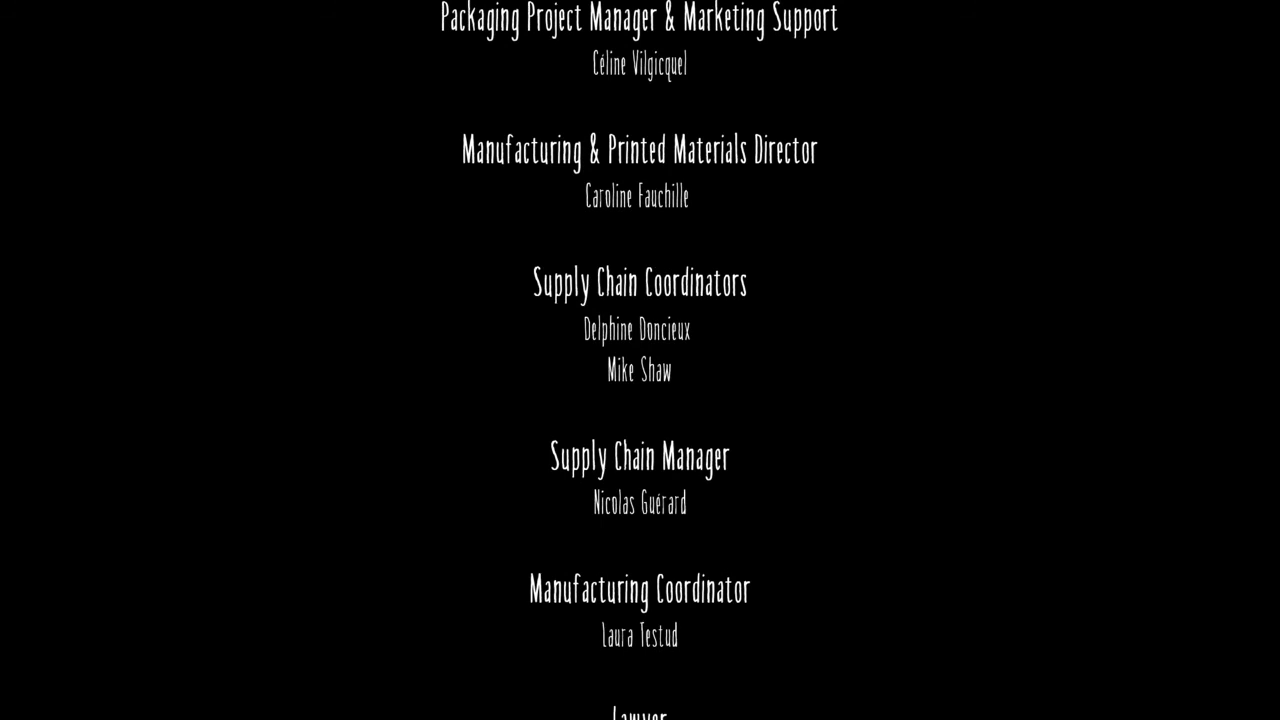 Packaging Project Manager & Marketing Support
Céline Vilgicquel
Manufacturing & Printed Materials Director
Caroline Fauchille
Supply Chain Coordinators
Delphine Doncieux
Mike Shaw
Supply Chain Manager
Nicolas Guérard
Manufacturing Coordinator
Laura Testud
Lawyer